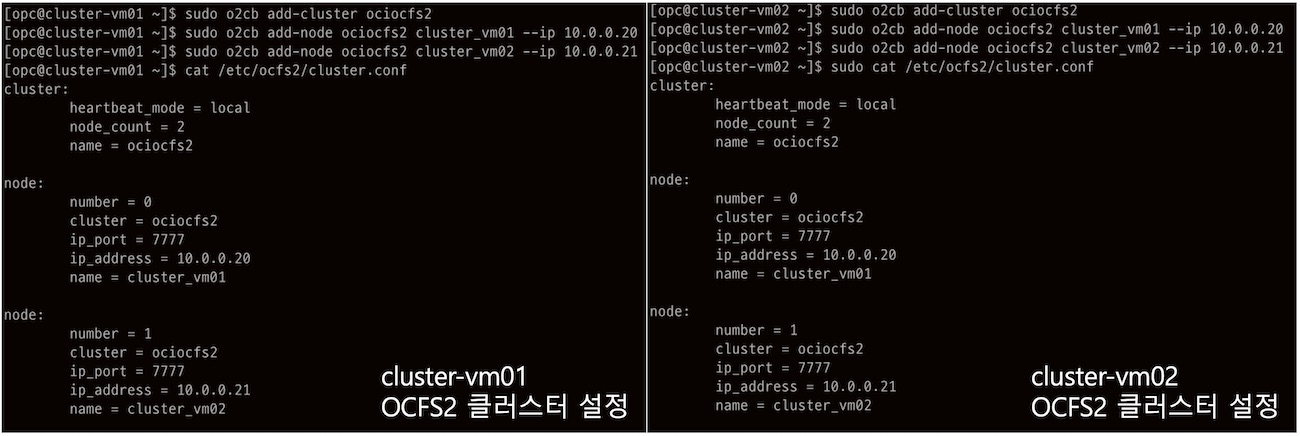 [opc@cluster-vm01 ~]$ sudo o2cb add-cluster ociocfs2
[opc@cluster-vm01 ~]$ sudo o2cb add-node ociocfs2 cluster_vm01 --ip 10.0.0.20
[opc@cluster-vm01 ~]$ sudo o2cb add-node ociocfs2 cluster_vm02 --ip 10.0.0.21
[opc@cluster-vm01 ~]$ cat /etc/ocfs2/cluster.conf
cluster:
heartbeat_mode = local
node_count = 2
name = ociocfs2
node:
number = 0
cluster = ociocfs2
ip_port = 7777
ip_address = 10.0.0.20
name = cluster_vm01
node:
number = 1
cluster = ociocfs2
ip_port = 7777
ip_address = 10.0.0.21
name = cluster_vm02
cluster-vm01
OCFS2 클러스터 설정
[opc@cluster-vm02 ~]$ sudo o2cb add-cluster ociocfs2
[opc@cluster-vm02 ~]$ sudo o2cb add-node ociocfs2 cluster_vm01 --ip 10.0.0.20
[opc@cluster-vm02 ~]$ sudo o2cb add-node ociocfs2 cluster_vm02 --ip 10.0.0.21
[opc@cluster-vm02 ~]$ sudo cat /etc/ocfs2/cluster.conf
cluster:
heartbeat_mode = local
node_count = 2
name = ociocfs2
node:
number = 0
cluster = ociocfs2
ip_port = 7777
ip_address = 10.0.0.20
name = cluster_vm01
node:
number = 1
cluster = ociocfs2
ip_port = 7777
ip_address = 10.0.0.21
name = cluster_vm02
cluster-vm02
OCFS2 클러스터 설정